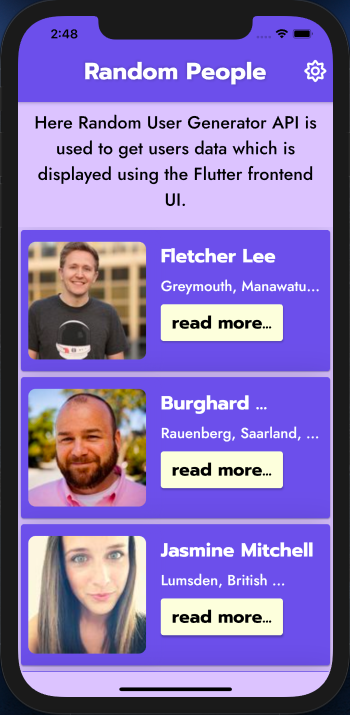 2:48
Random People
Here Random User Generator API is
used to get users data which is
displayed using the Flutter frontend
UI.
Fletcher Lee
Greymouth, Manawatu...
read more...
Burghard ...
Rauenberg, Saarland, ...
read more...
Jasmine Mitchell
Lumsden, British ...
read more...